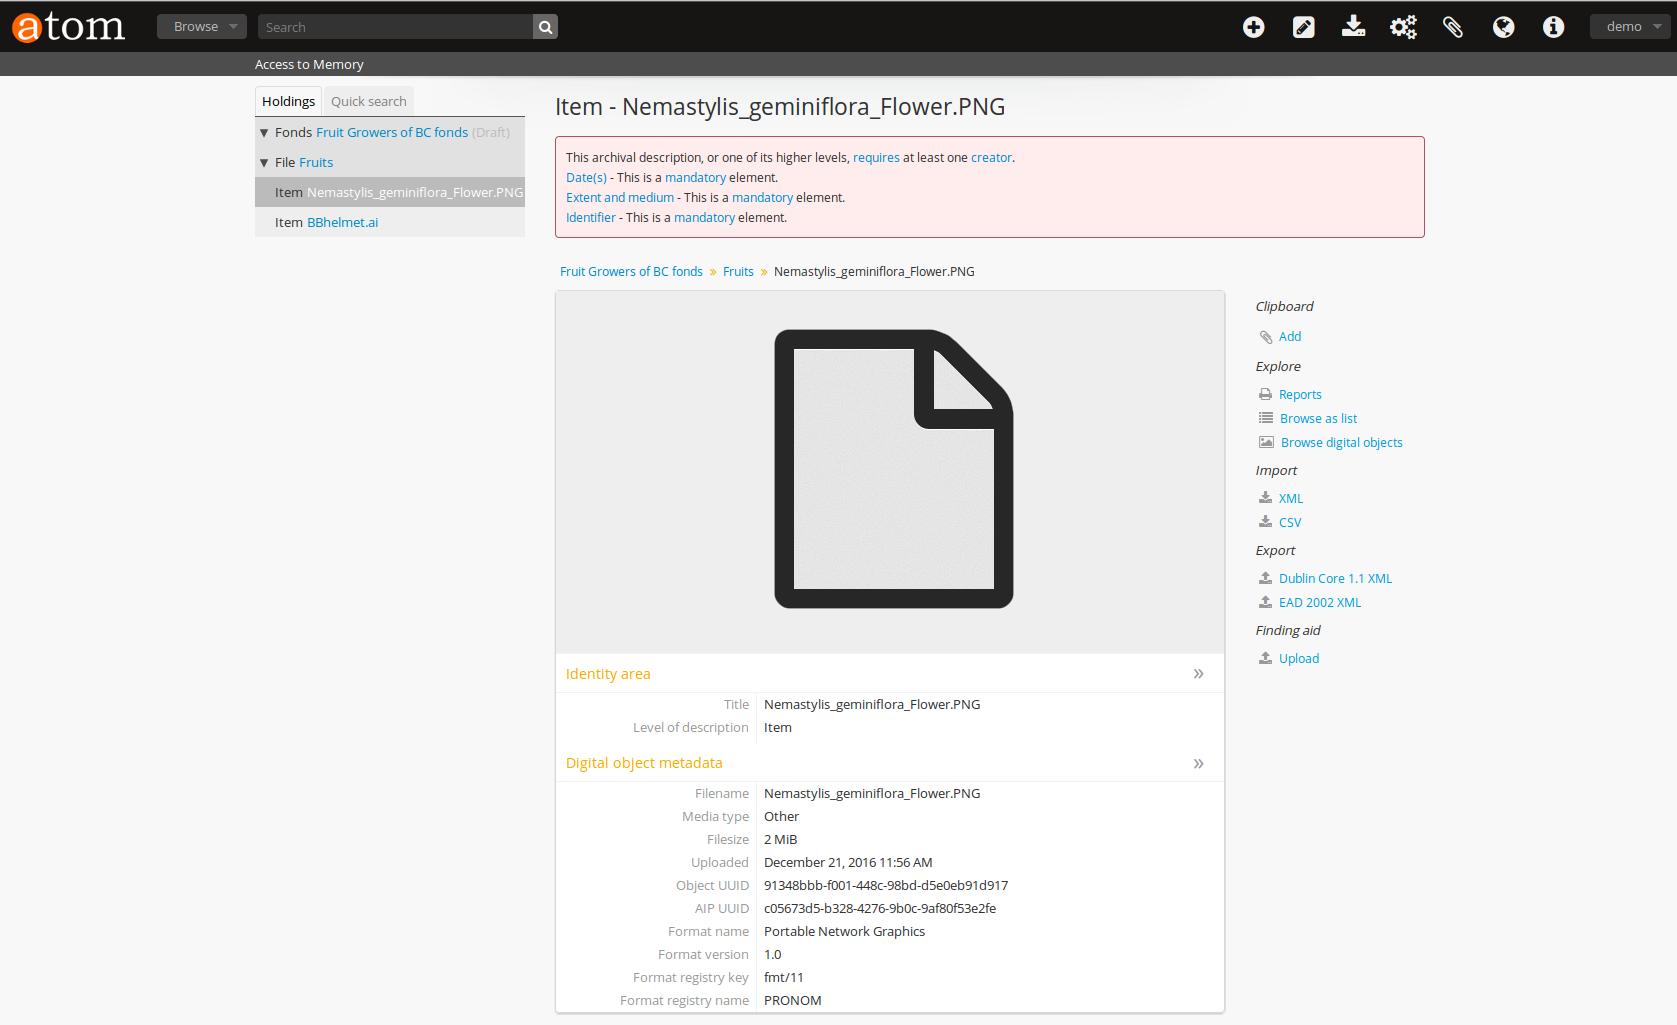 atom
Browse
Search
demo
Access to Memory
Holdings
Quick search
Fonds Fruit Growers of BC fonds (Draft)
File Fruits
Item Nemastylis_geminiflora_Flower.PNG
Item BBhelmet.ai
Item - Nemastylis_geminiflora_Flower.PNG
This archival description, or one of its higher levels, requires at least one creator.
Date(s) - This is a mandatory element.
Extent and medium - This is a mandatory element.
Identifier - This is a mandatory element.
Fruit Growers of BC fonds » Fruits » Nemastylis_geminiflora_Flower.PNG
Identity area »
Title Nemastylis_geminiflora_Flower.PNG
Level of description Item
Digital object metadata »
Filename Nemastylis_geminiflora_Flower.PNG
Media type Other
Filesize 2 MiB
Uploaded December 21, 2016 11:56 AM
Object UUID 91348bbb-f001-448c-98bd-d5e0eb91d917
AIP UUID c05673d5-b328-4276-9b0c-9af80f53e2fe
Format name Portable Network Graphics
Format version 1.0
Format registry key fmt/11
Format registry name PRONOM
Clipboard
Add
Explore
Reports
Browse as list
Browse digital objects
Import
XML
CSV
Export
Dublin Core 1.1 XML
EAD 2002 XML
Finding aid
Upload